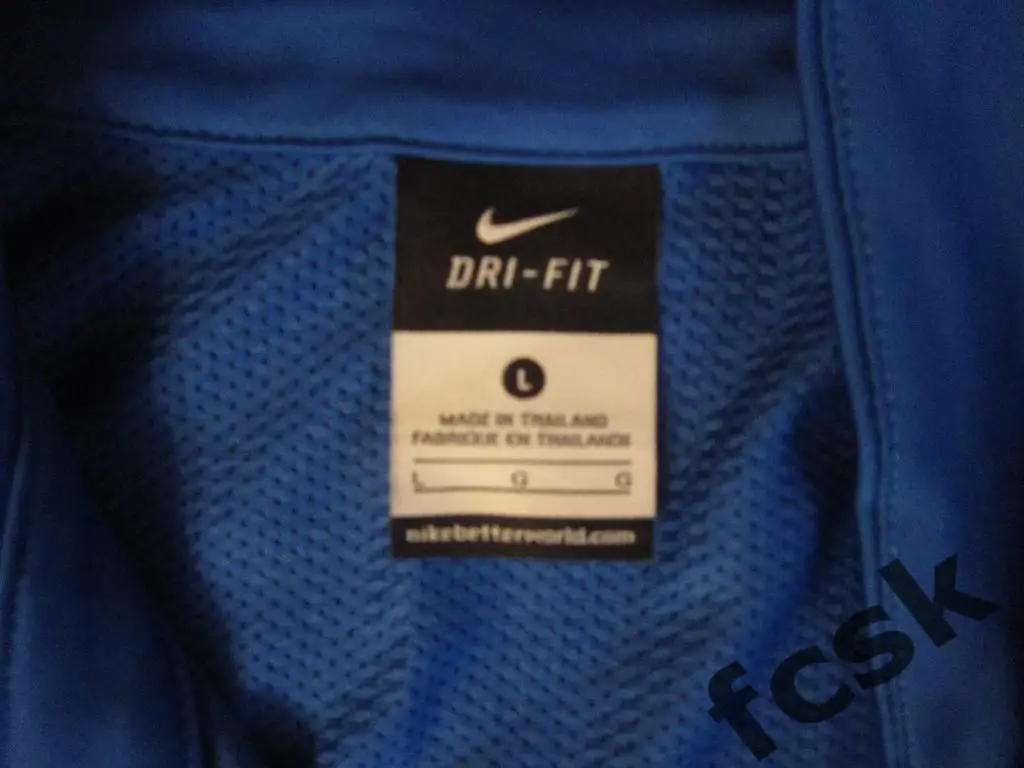 DRI-FIT
L
MADE IN THAILAND
FABRIQUE EN THAILANDE
L G G
nikebetterworld.com
fcsk